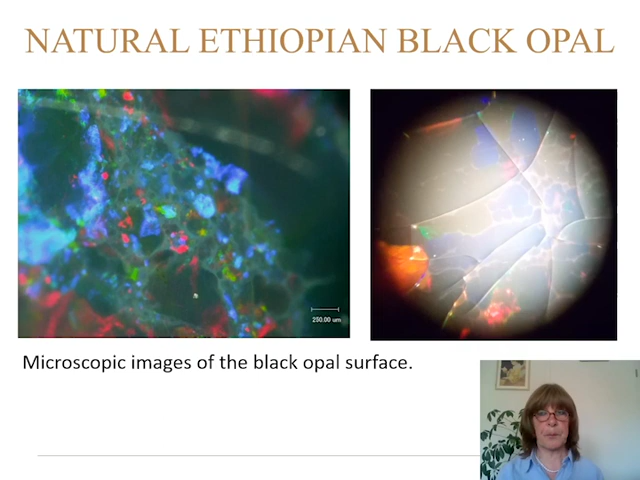 NATURAL ETHIOPIAN BLACK OPAL
250.00 um
Microscopic images of the black opal surface.